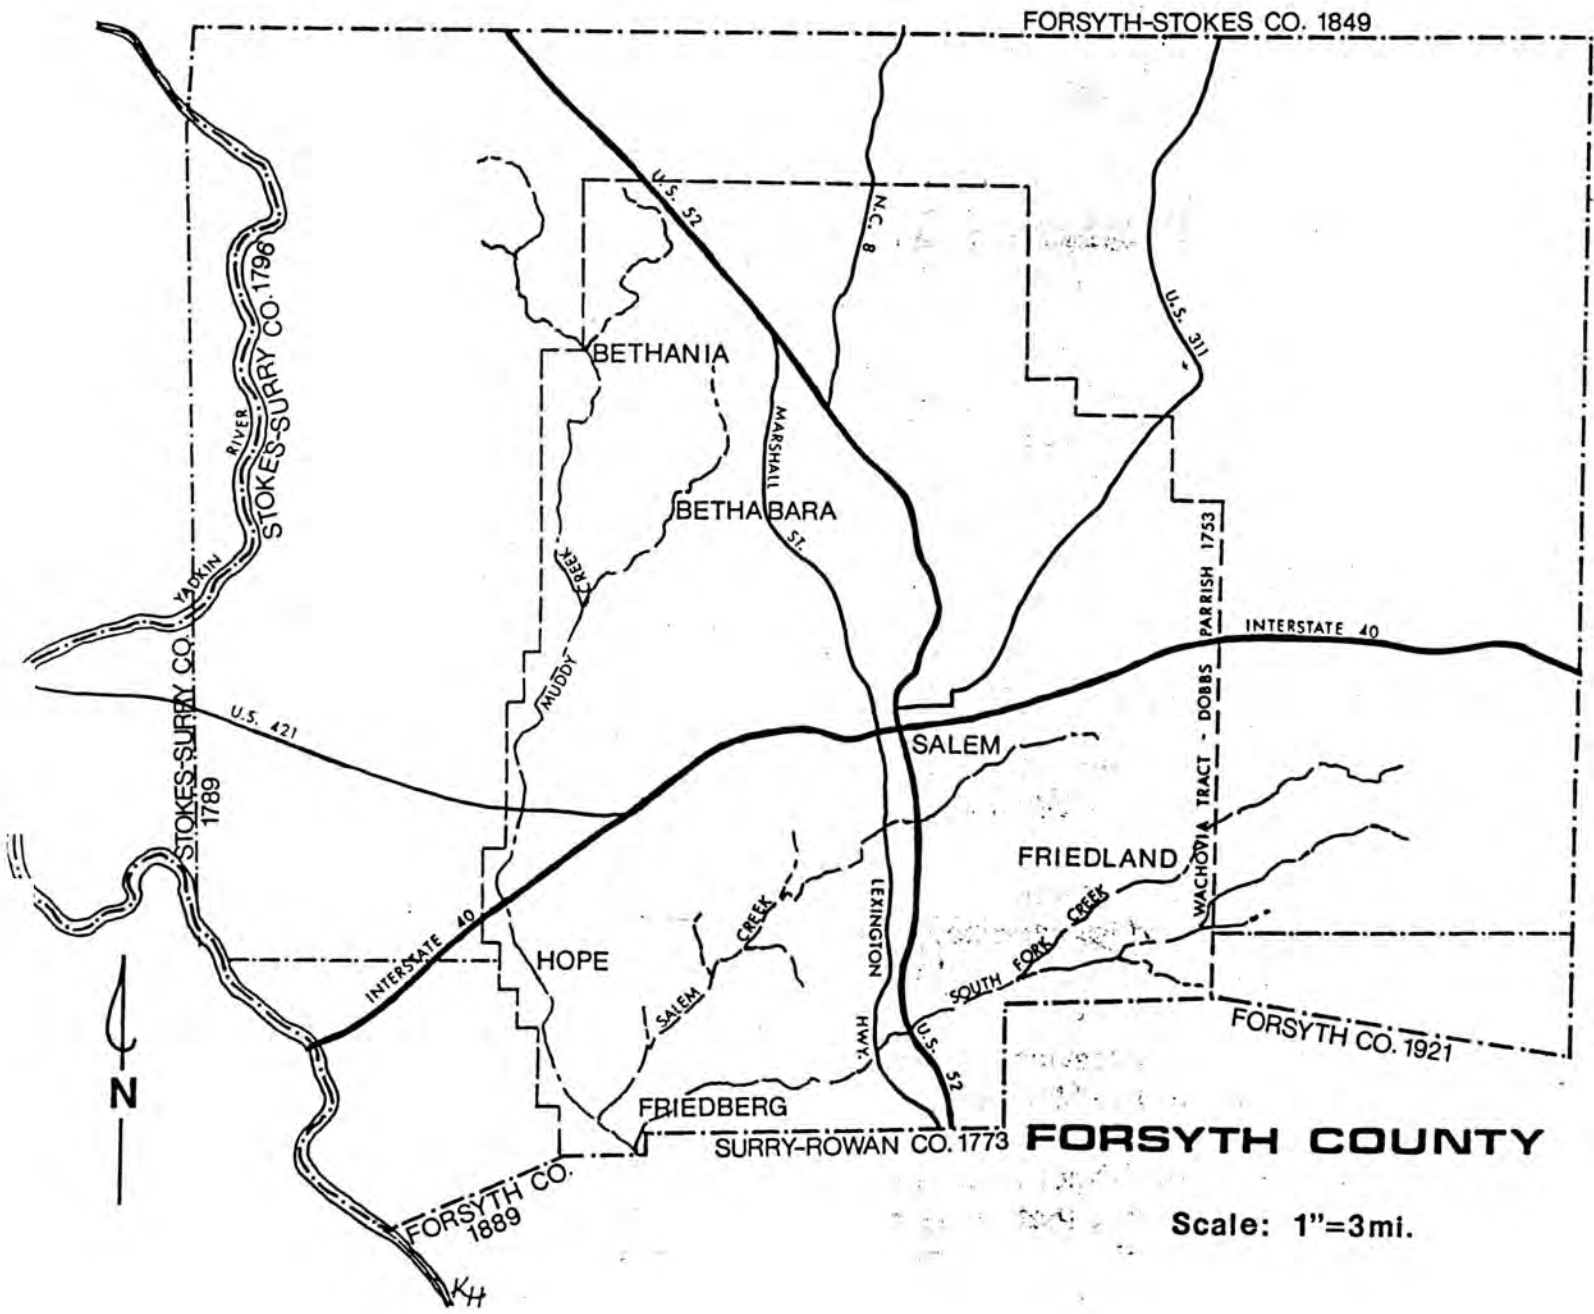 FORSYTH-STOKES CO. 1849
U.S. 52
N.C. 8
U.S. 311
STOKES-SURRY CO. 1796
RIVER
YADKIN
BETHANIA
MARSHALL ST.
BETHABARA
CREEK
MUDDY
WACHOVIA TRACT - DOBBS PARRISH 1753
INTERSTATE 40
STOKES-SURRY CO.
1789
U.S. 421
SALEM
FRIEDLAND
LEXINGTON HWY.
SALEM CREEK
SOUTH FORK CREEK
INTERSTATE 40
HOPE
U.S. 52
FORSYTH CO. 1921
N
FRIEDBERG
SURRY-ROWAN CO. 1773
FORSYTH COUNTY
FORSYTH CO.
1889
Scale: 1"=3mi.
KH